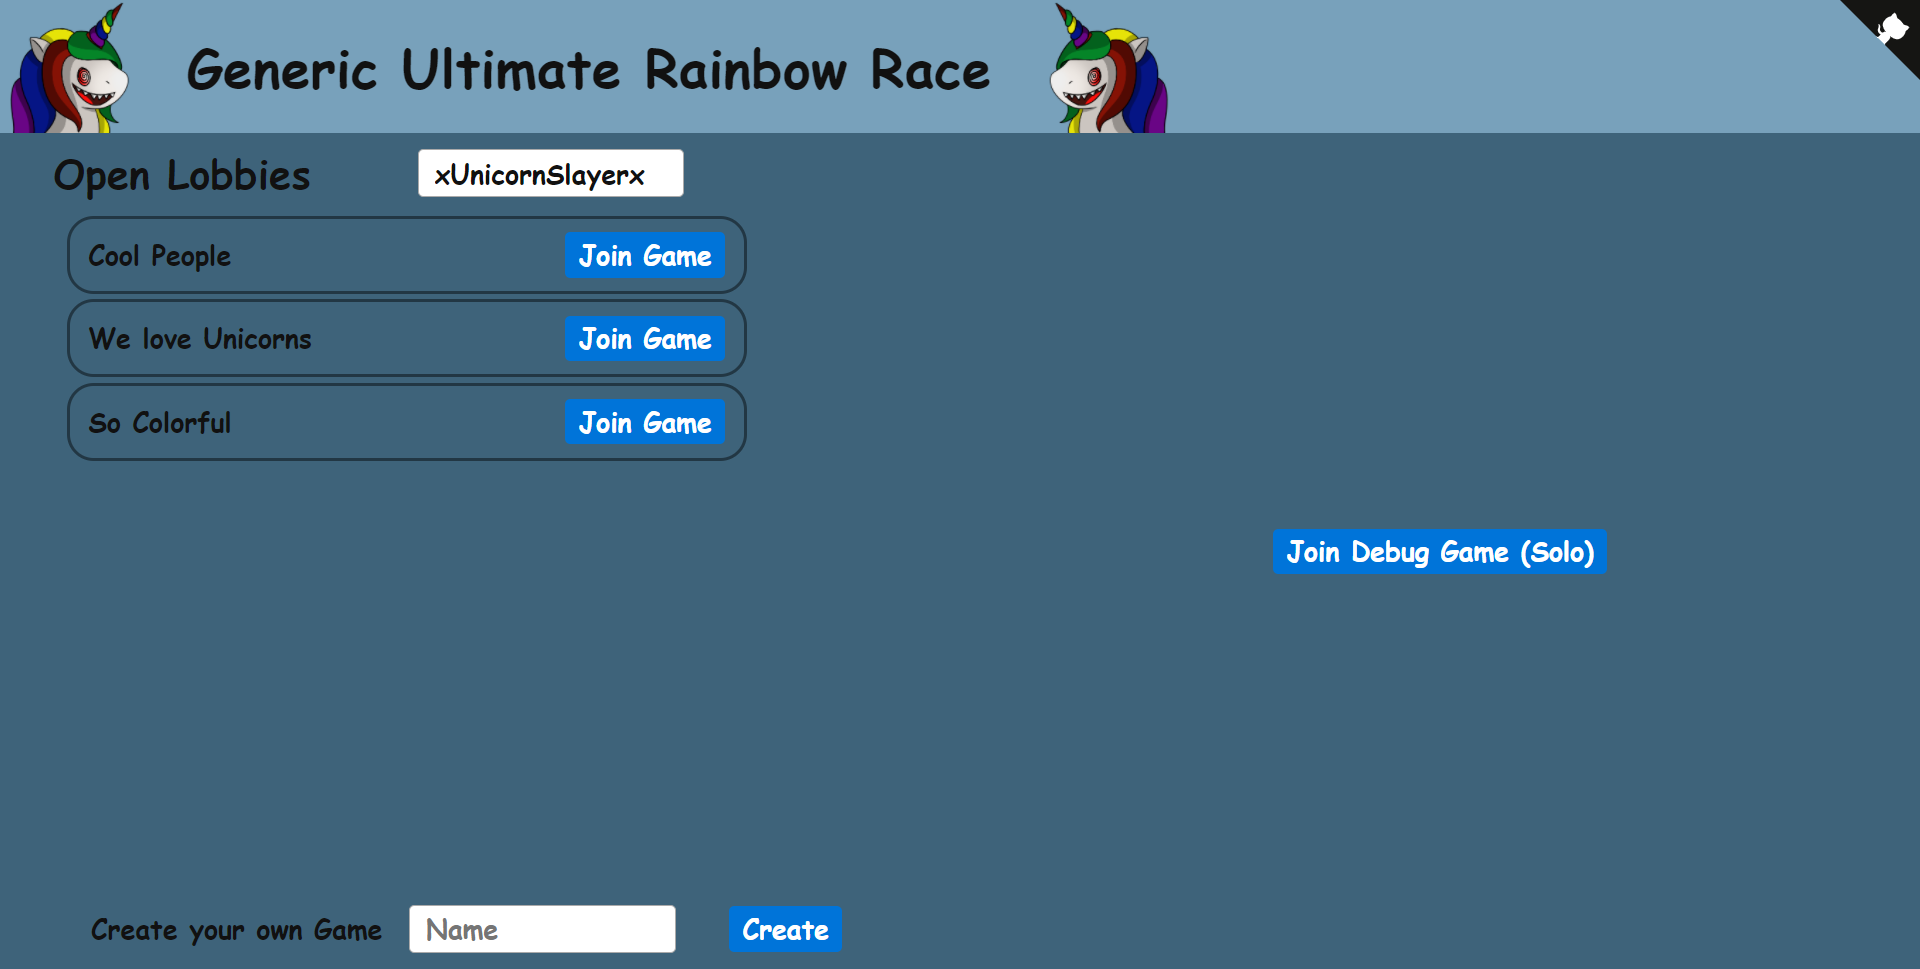 Generic Ultimate Rainbow Race
Open Lobbies
xUnicornSlayerx
Cool People
Join Game
We love Unicorns
Join Game
So Colorful
Join Game
Join Debug Game (Solo)
Create your own Game
Name
Create